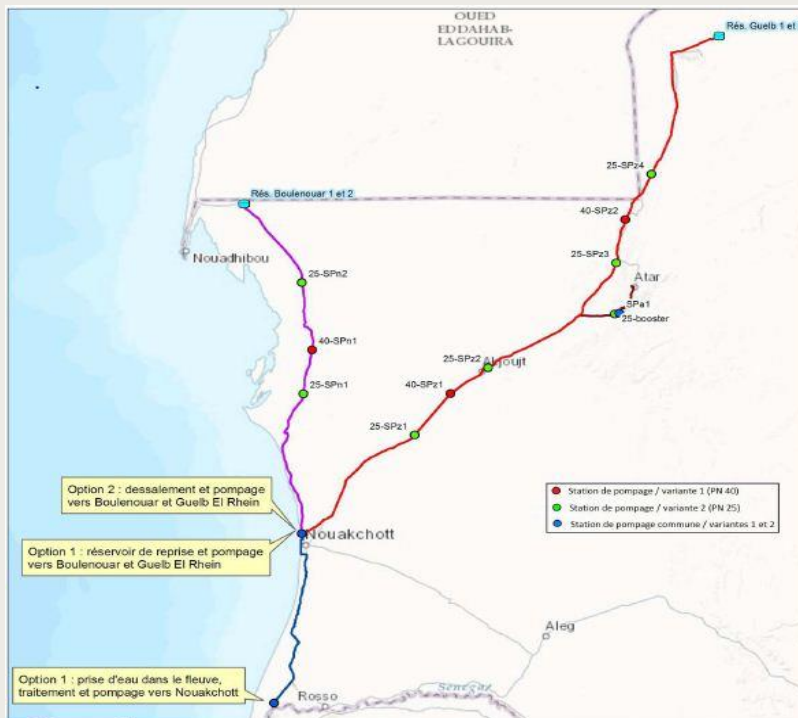 OUED
EDDAHAB-
LAGOUIRA
Rés. Guelb 1 et
25-SPz4
Rés. Boulenouar 1 et 2
40-SPz2
Nouadhibou
25-SPz3
25-SPn2
Atar
SPa1
25-booster
40-SPn1
25-SPz2
Akjoujt
25-SPn1
40-SPz1
25-SPz1
Option 2 : dessalement et pompage
vers Boulenouar et Guelb El Rhein
Station de pompage / variante 1 (PN 40)
Station de pompage / variante 2 (PN 25)
Station de pompage commune / variantes 1 et 2
Nouakchott
Option 1 : réservoir de reprise et pompage
vers Boulenouar et Guelb El Rhein
Aleg
Option 1 : prise d'eau dans le fleuve,
traitement et pompage vers Nouakchott
Senegal
Rosso